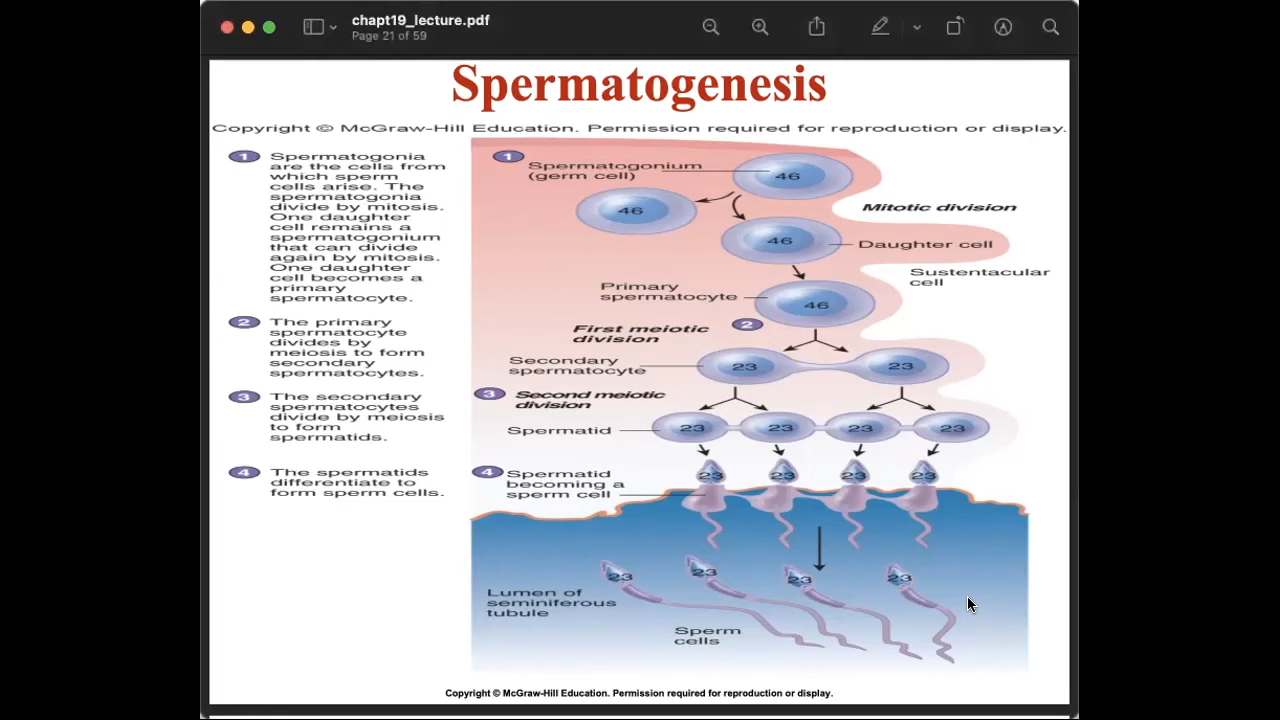 chapt19_lecture.pdf
Page 21 of 59
Spermatogenesis
Copyright © McGraw-Hill Education. Permission required for reproduction or display.
1 Spermatogonia
are the cells from
which sperm
cells arise. The
spermatogonia
divide by mitosis.
One daughter
cell remains a
spermatogonium
that can divide
again by mitosis.
One daughter
cell becomes a
primary
spermatocyte.
2 The primary
spermatocyte
divides by
meiosis to form
secondary
spermatocytes.
3 The secondary
spermatocytes
divide by meiosis
to form
spermatids.
4 The spermatids
differentiate to
form sperm cells.
1 Spermatogonium
(germ cell)
46
46
Mitotic division
46
Daughter cell
Sustentacular
cell
Primary
spermatocyte
46
First meiotic
division
2
Secondary
spermatocyte
23 23
3 Second meiotic
division
Spermatid
23 23 23 23
4 Spermatid
becoming a
sperm cell
23 23 23 23
23 23 23 23
Lumen of
seminiferous
tubule
Sperm
cells
Copyright © McGraw-Hill Education. Permission required for reproduction or display.